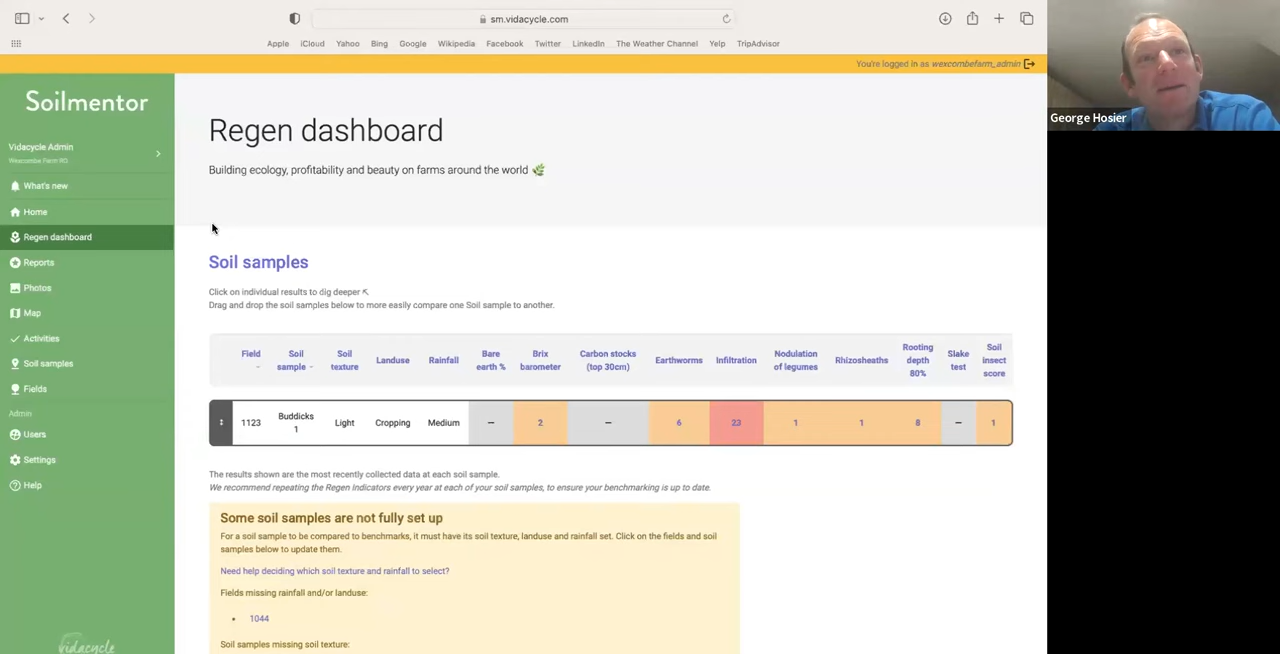 sm.vidacycle.com
Apple iCloud Yahoo Bing Google Wikipedia Facebook Twitter LinkedIn The Weather Channel Yelp TripAdvisor
You're logged in as wexcombefarm_admin
George Hosier
Soilmentor
Vidacycle Admin
Wexcombe Farm RG
What's new
Home
Regen dashboard
Reports
Photos
Map
Activities
Soil samples
Fields
Admin
Users
Settings
Help
vidacycle
Regen dashboard
Building ecology, profitability and beauty on farms around the world
Soil samples
Click on individual results to dig deeper ↖
Drag and drop the soil samples below to more easily compare one Soil sample to another.
Field Soil sample Soil texture Landuse Rainfall Bare earth % Brix barometer Carbon stocks (top 30cm) Earthworms Infiltration Nodulation of legumes Rhizosheaths Rooting depth 80% Slake test Soil insect score
1123 Buddicks 1 Light Cropping Medium – 2 – 6 23 1 1 8 – 1
The results shown are the most recently collected data at each soil sample.
We recommend repeating the Regen Indicators every year at each of your soil samples, to ensure your benchmarking is up to date.
Some soil samples are not fully set up
For a soil sample to be compared to benchmarks, it must have its soil texture, landuse and rainfall set. Click on the fields and soil
samples below to update them.
Need help deciding which soil texture and rainfall to select?
Fields missing rainfall and/or landuse:
• 1044
Soil samples missing soil texture: